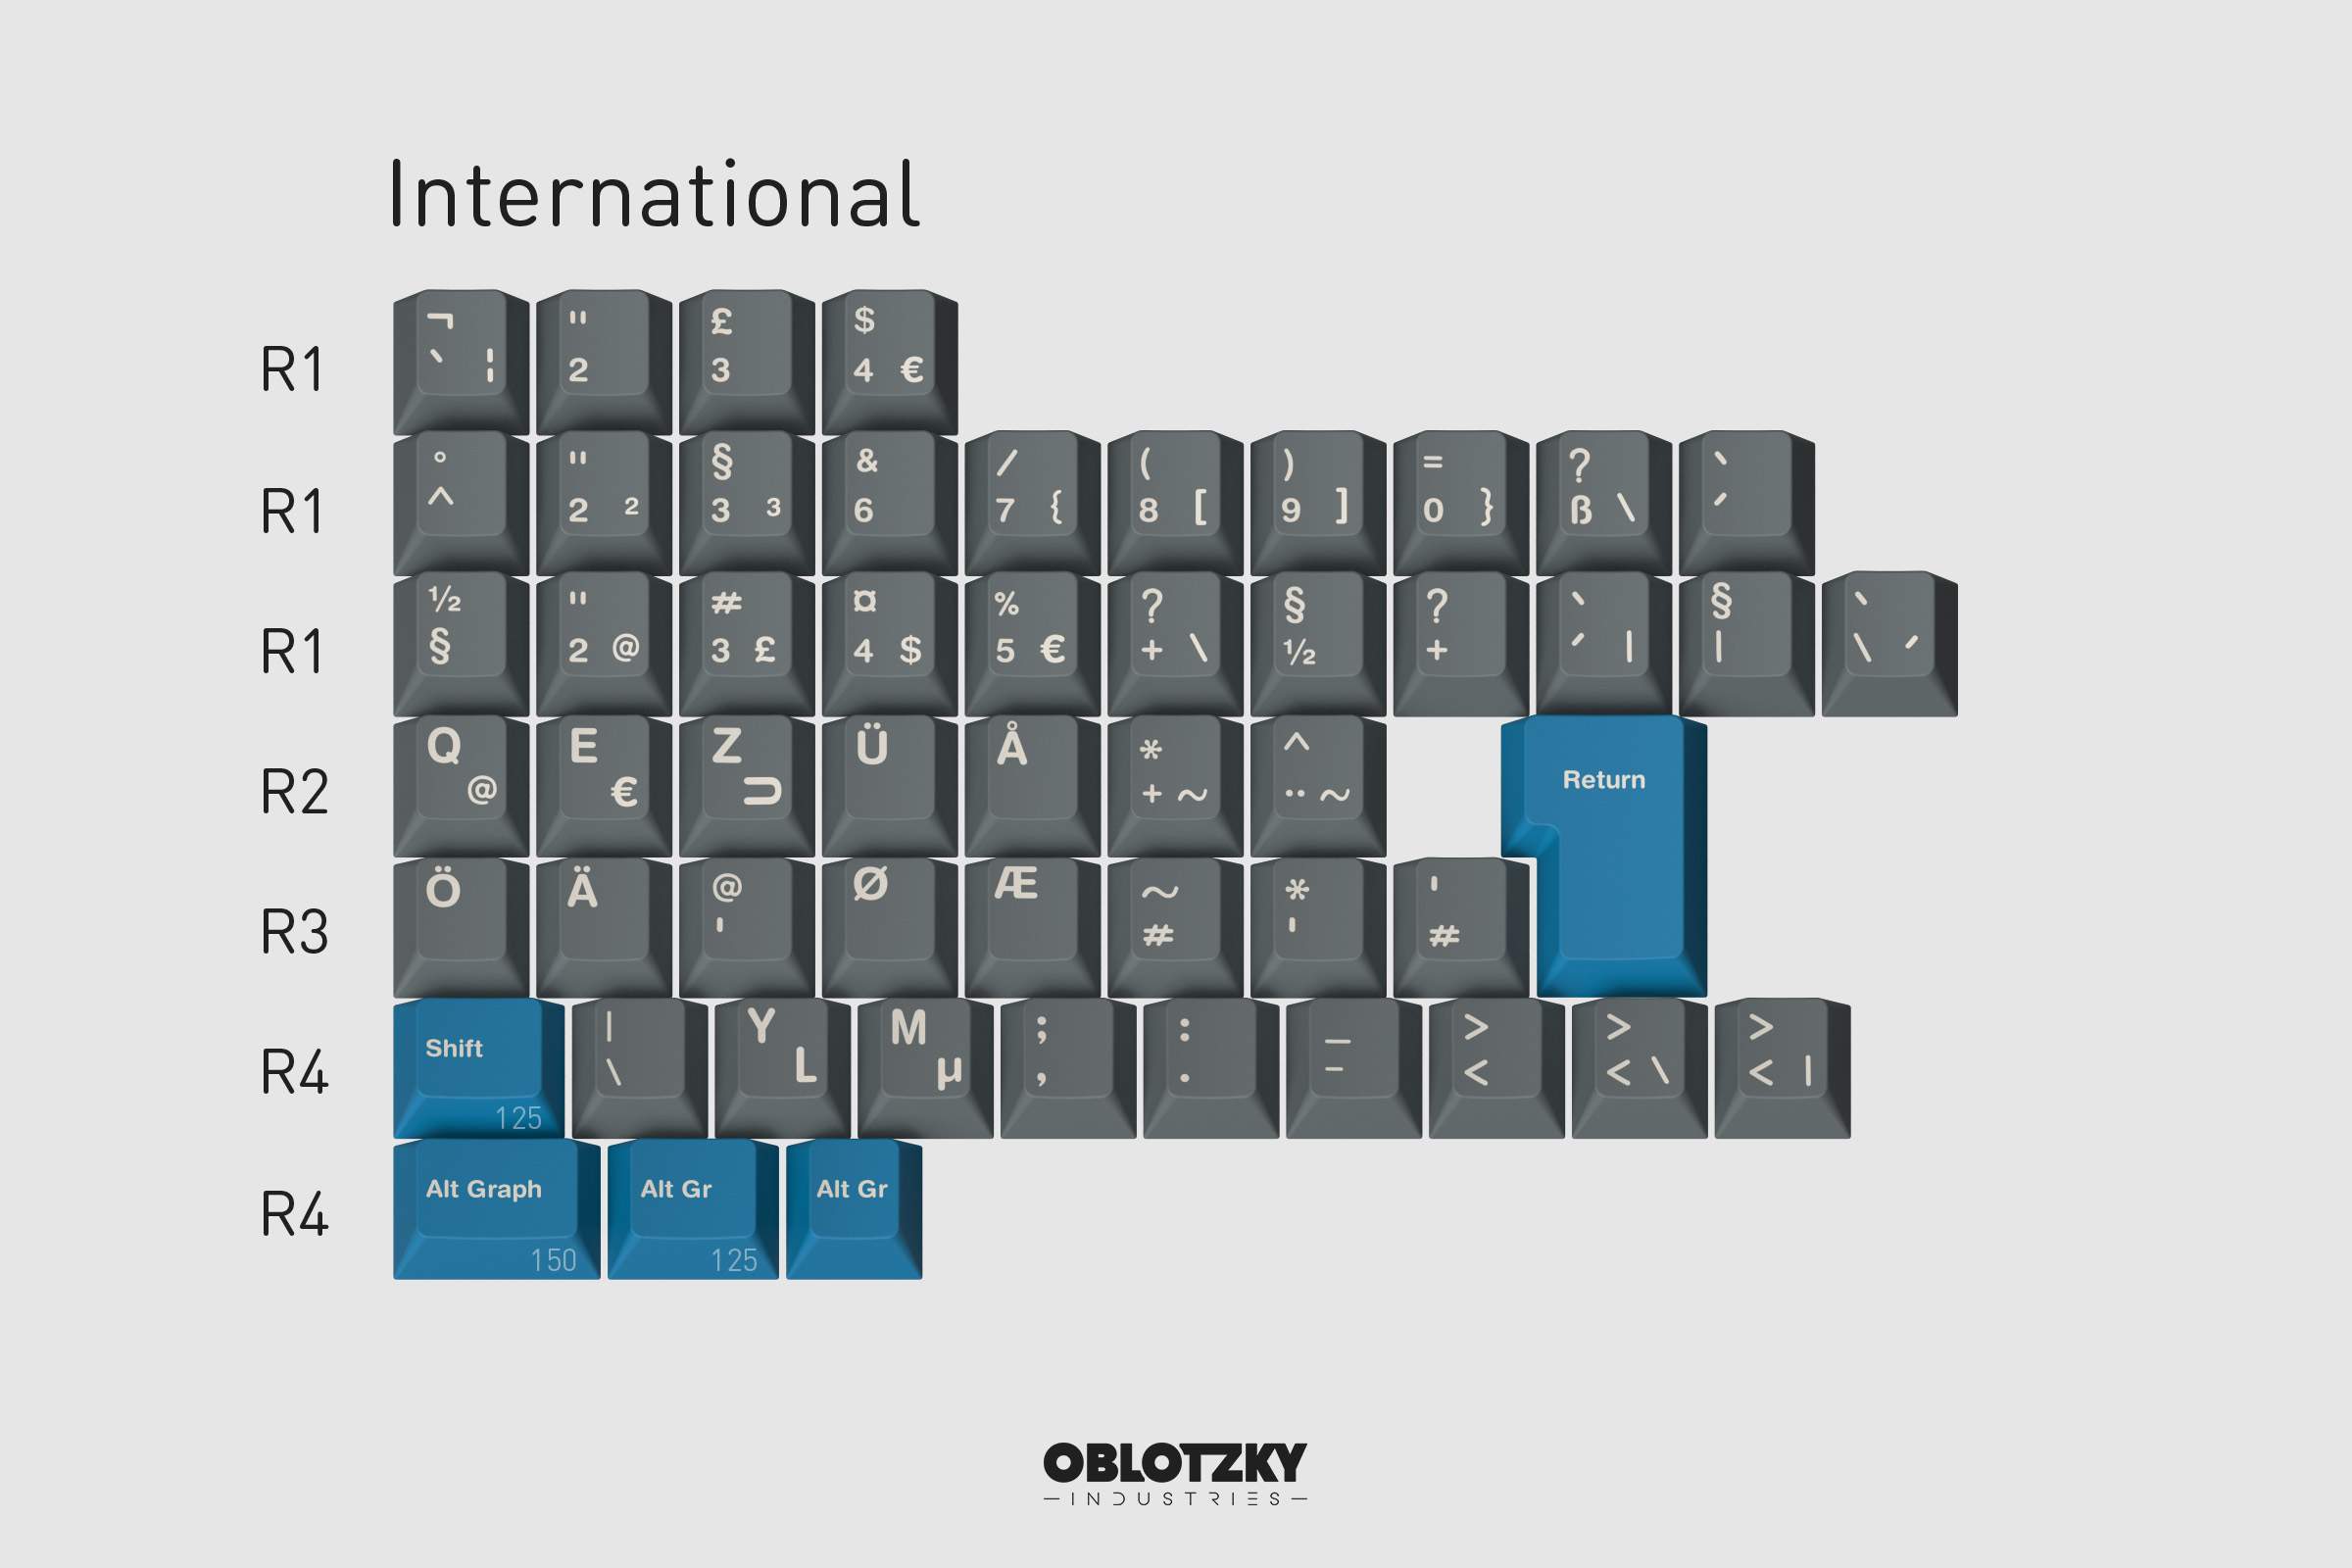 International
R1
¬ ` ¦
" 2
£ 3
$ 4 €
R1
° ^
" 2 ²
§ 3 ³
& 6
/ 7 {
( 8 [
) 9 ]
= 0 }
? ß \
` ´
R1
½ §
" 2 @
# 3 £
¤ 4 $
% 5 €
? + \
§ ½
? +
` ´ |
§ |
` \ ´
R2
Q @
E €
Z ⊃
Ü
Å
* + ~
^ ¨ ~
Return
R3
Ö
Ä
@ '
Ø
Æ
~ #
* '
' #
R4
Shift
125
| \
Y L
M µ
; ,
: .
_ -
> <
> < \
> < |
R4
Alt Graph
150
Alt Gr
125
Alt Gr
OBLOTZKY
INDUSTRIES